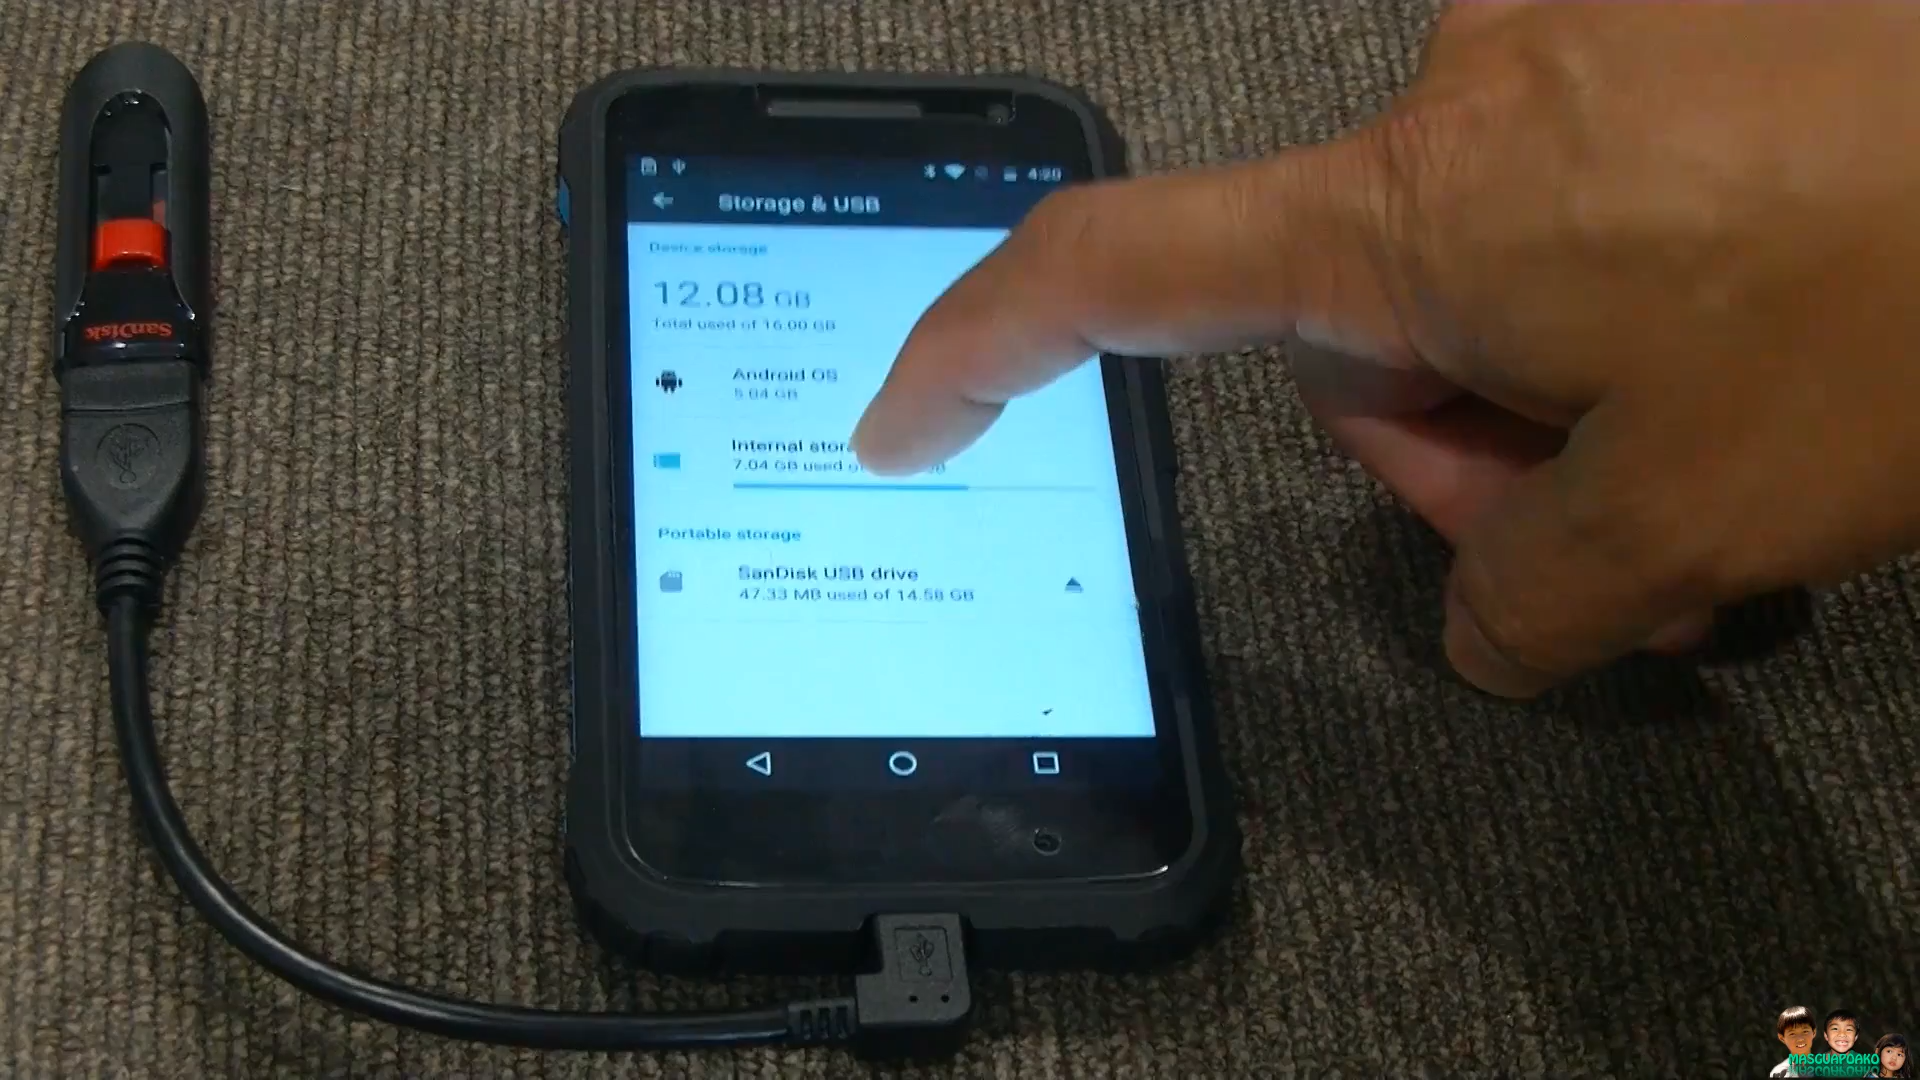 4:20
Storage & USB
Device storage
12.08 GB
Total used of 16.00 GB
Android OS
5.04 GB
Internal stor
7.04 GB used
Portable storage
SanDisk USB drive
47.33 MB used of 14.58 GB
SanDisk
MASGUAPOAKO